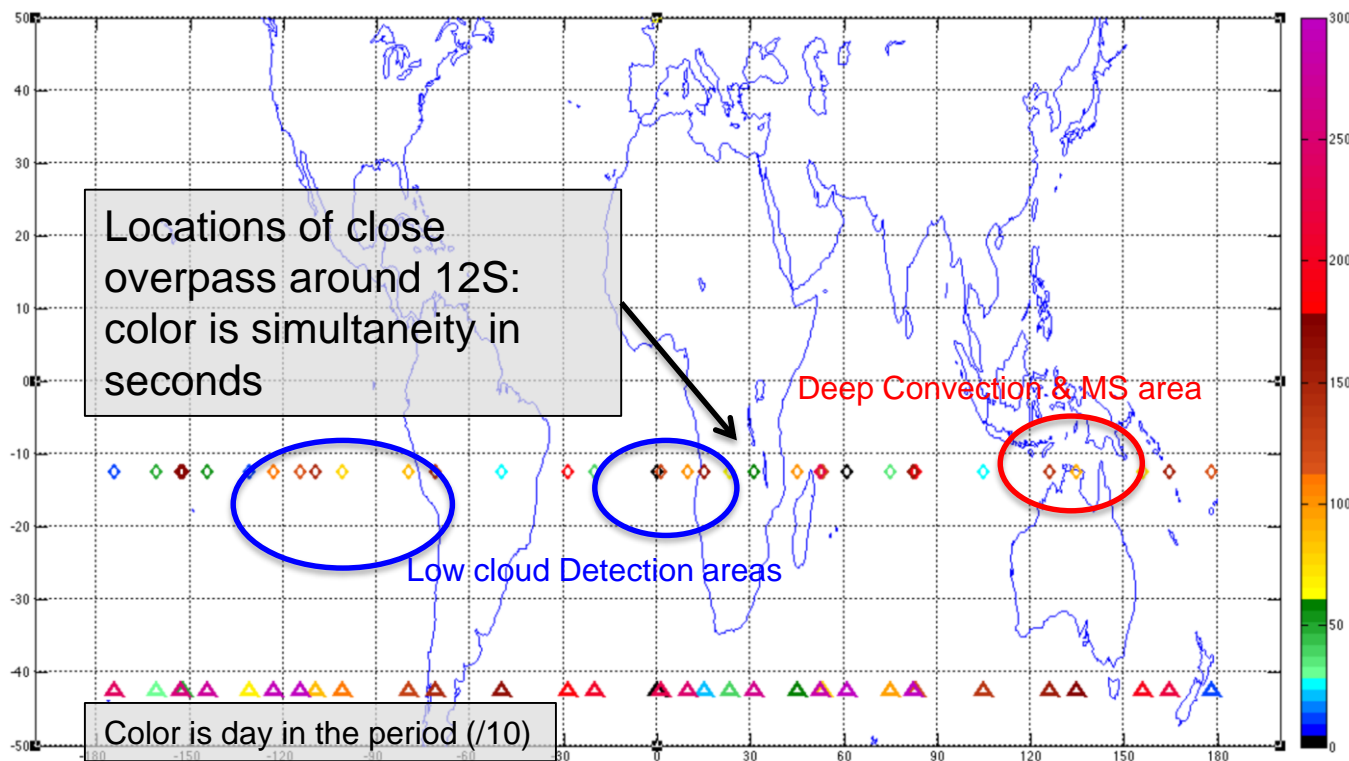 50
40
30
20
10
0
-10
-20
-30
-40
-50
Locations of close
overpass around 12S:
color is simultaneity in
seconds
Deep Convection & MS area
Low cloud Detection areas
Color is day in the period (/10)
-180 -150 -120 -90 -60 -30 0 30 60 90 120 150 180
300
250
200
150
100
50
0